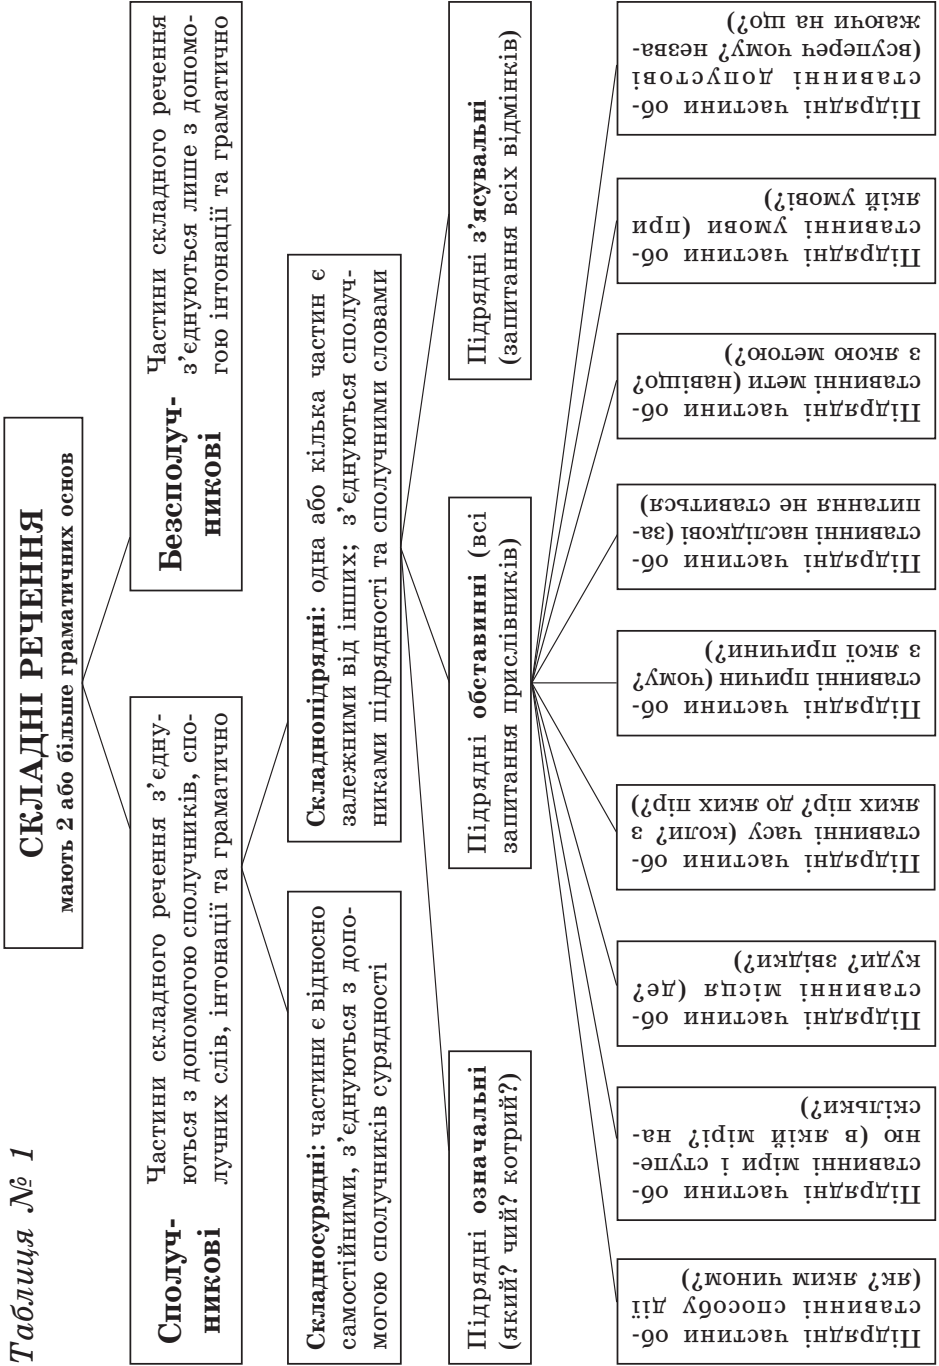 Таблиця № 1
СКЛАДНІ РЕЧЕННЯ
мають 2 або більше граматичних основ
Сполуч-
никові
Частини складного речення з’єдну-
ються з допомогою сполучників, спо-
лучних слів, інтонації та граматично
Безсполуч-
никові
Частини складного речення
з’єднуються лише з допомо-
гою інтонації та граматично
Складносурядні: частини є відносно
самостійними, з’єднуються з допо-
могою сполучників сурядності
Складнопідрядні: одна або кілька частин є
залежними від інших; з’єднуються сполуч-
никами підрядності та сполучними словами
Підрядні означальні
(який? чий? котрий?)
Підрядні обставинні (всі
запитання прислівників)
Підрядні з’ясувальні
(запитання всіх відмінків)
Підрядні частини об-
ставинні способу дії
(як? яким чином?)
Підрядні частини об-
ставинні міри і ступе-
ню (в якій мірі? на-
скільки?)
Підрядні частини об-
ставинні місця (де?
куди? звідки?)
Підрядні частини об-
ставинні часу (коли? з
яких пір? до яких пір?)
Підрядні частини об-
ставинні причин (чому?
з якої причини?)
Підрядні частини об-
ставинні наслідкові (за-
питання не ставиться)
Підрядні частини об-
ставинні мети (навіщо?
з якою метою?)
Підрядні частини об-
ставинні умови (при
якій умові?)
Підрядні частини об-
ставинні допустові
(всупереч чому? незва-
жаючи на що?)